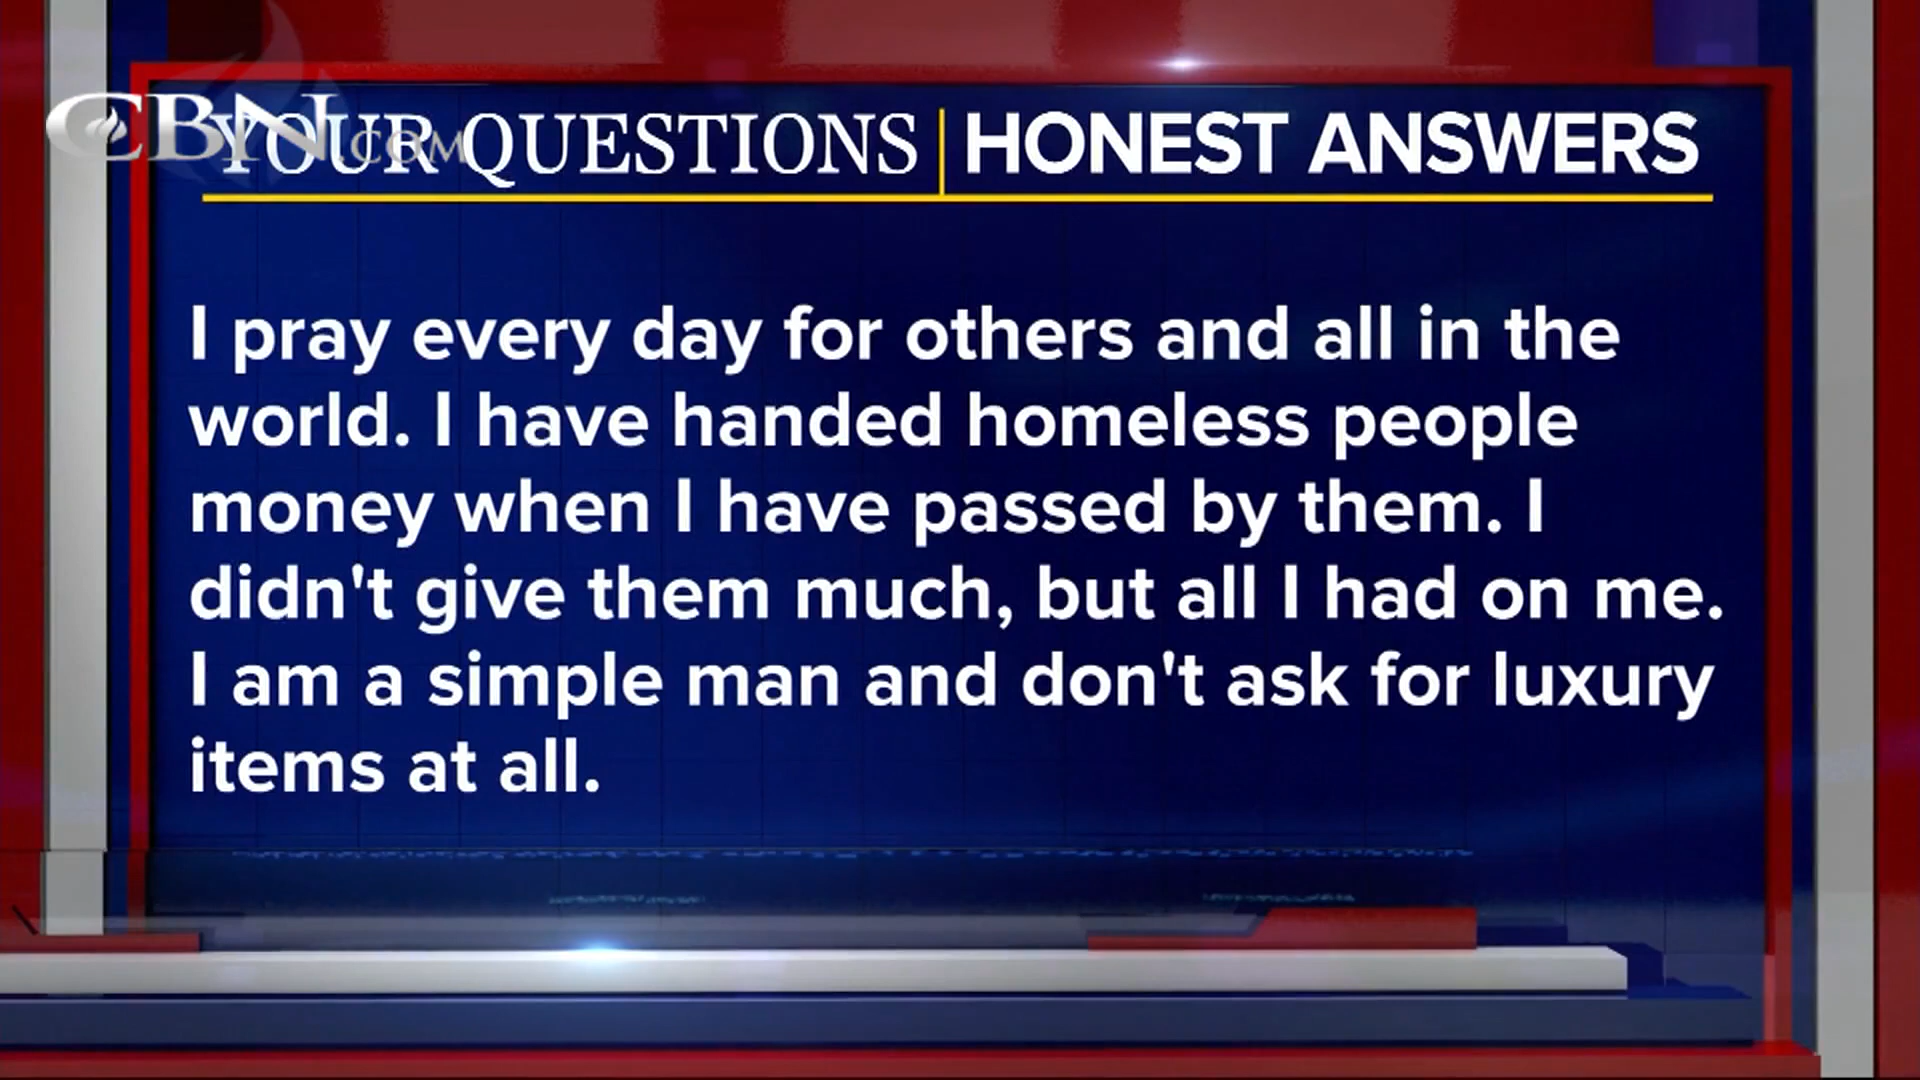 CBN.COM
YOUR QUESTIONS | HONEST ANSWERS
I pray every day for others and all in the
world. I have handed homeless people
money when I have passed by them. I
didn't give them much, but all I had on me.
I am a simple man and don't ask for luxury
items at all.